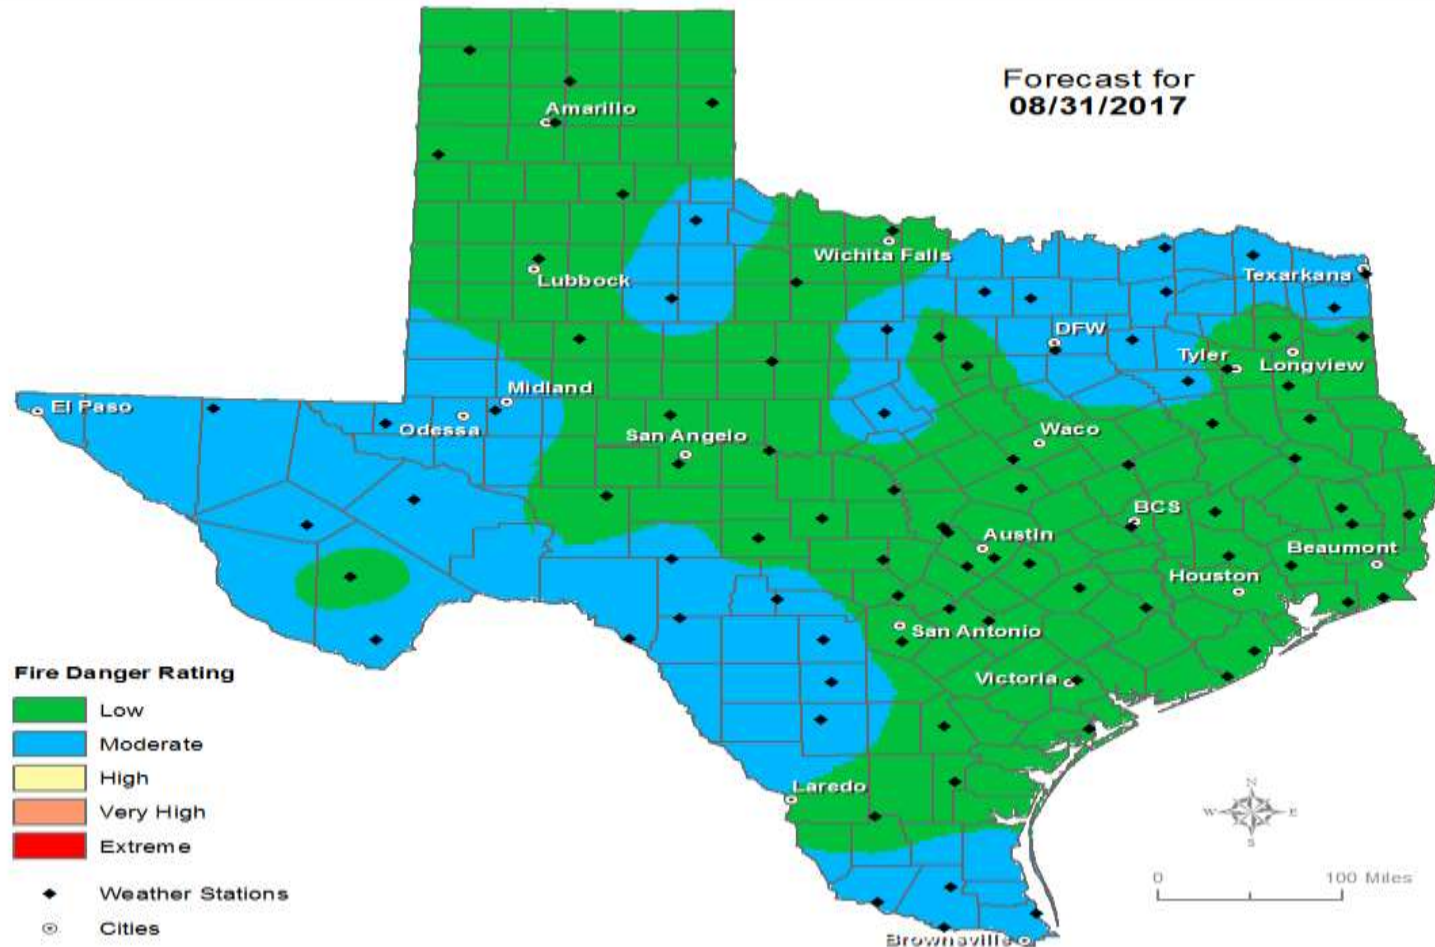 Forecast for
08/31/2017
Amarillo
Wichita Falls
Lubbock
Texarkana
DFW
Tyler
Longview
Midland
El Paso
Odessa
San Angelo
Waco
BCS
Austin
Beaumont
Houston
San Antonio
Victoria
Fire Danger Rating
Low
Moderate
High
Very High
Extreme
Laredo
N
W
E
S
0
100 Miles
Weather Stations
Cities
Brownsville